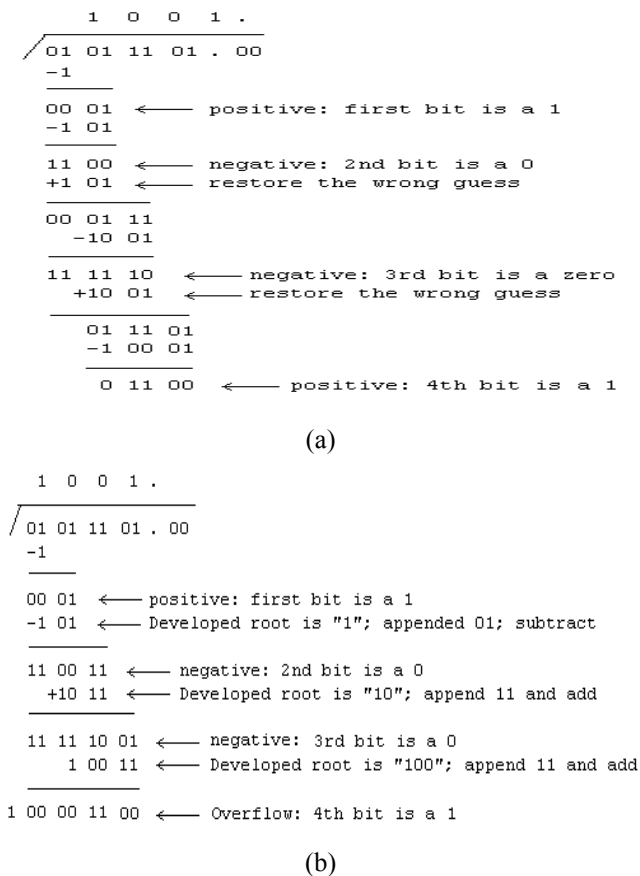 1 0 0 1 .
01 01 11 01 . 00
-1
00 01 ← positive: first bit is a 1
-1 01
11 00 ← negative: 2nd bit is a 0
+1 01 ← restore the wrong guess
00 01 11
-10 01
11 11 10 ← negative: 3rd bit is a zero
+10 01 ← restore the wrong guess
01 11 01
-1 00 01
0 11 00 ← positive: 4th bit is a 1
(a)
1 0 0 1 .
01 01 11 01 . 00
-1
00 01 ← positive: first bit is a 1
-1 01 ← Developed root is "1"; appended 01; subtract
11 00 11 ← negative: 2nd bit is a 0
+10 11 ← Developed root is "10"; append 11 and add
11 11 10 01 ← negative: 3rd bit is a 0
1 00 11 ← Developed root is "100"; append 11 and add
1 00 00 11 00 ← Overflow: 4th bit is a 1
(b)